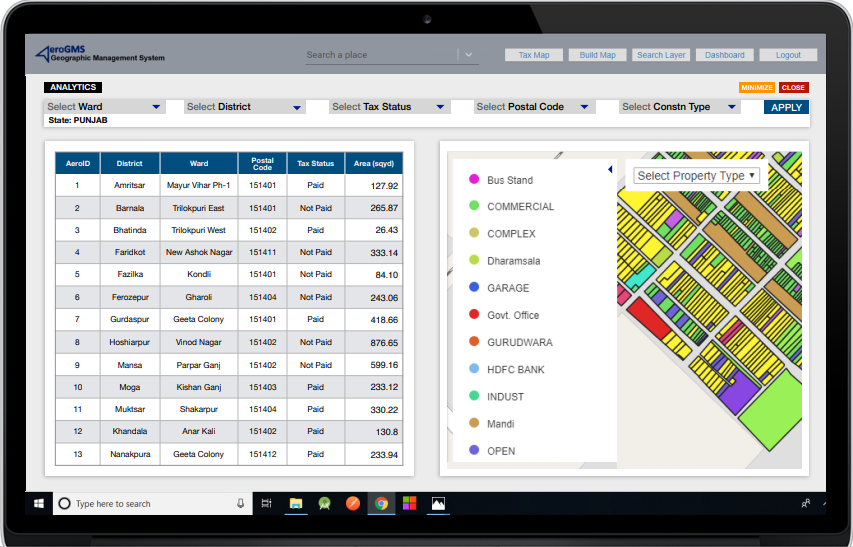 AeroGMS
Geographic Management System
Search a place
Tax Map
Build Map
Search Layer
Dashboard
Logout
ANALYTICS
MINIMIZE
CLOSE
Select Ward
Select District
Select Tax Status
Select Postal Code
Select Constn Type
APPLY
State: PUNJAB
AeroID District Ward Postal Code Tax Status Area (sqyd)
1 Amritsar Mayur Vihar Ph-1 151401 Paid 127.92
2 Barnala Trilokpuri East 151401 Not Paid 265.87
3 Bhatinda Trilokpuri West 151402 Paid 26.43
4 Faridkot New Ashok Nagar 151411 Not Paid 333.14
5 Fazilka Kondli 151401 Not Paid 84.10
6 Ferozepur Gharoli 151404 Not Paid 243.06
7 Gurdaspur Geeta Colony 151401 Paid 418.66
8 Hoshiarpur Vinod Nagar 151402 Not Paid 876.65
9 Mansa Parpar Ganj 151402 Not Paid 599.16
10 Moga Kishan Ganj 151403 Paid 233.12
11 Muktsar Shakarpur 151404 Paid 330.22
12 Khandala Anar Kali 151402 Paid 130.8
13 Nanakpura Geeta Colony 151412 Paid 233.94
Select Property Type
Bus Stand
COMMERCIAL
COMPLEX
Dharamsala
GARAGE
Govt. Office
GURUDWARA
HDFC BANK
INDUST
Mandi
OPEN
Type here to search